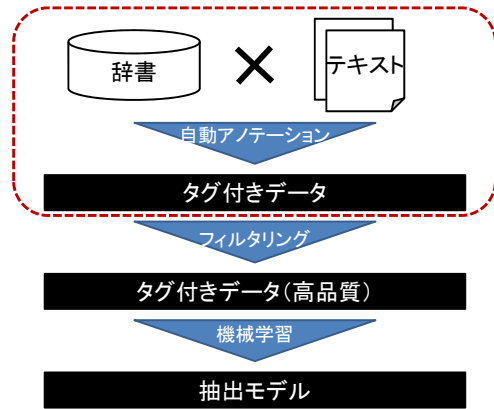 辞書
テキスト
自動アノテーション
タグ付きデータ
フィルタリング
タグ付きデータ（高品質）
機械学習
抽出モデル